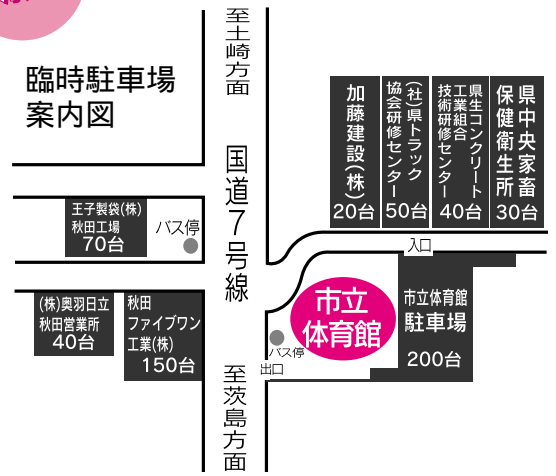 臨時駐車場
案内図
至土崎方面
国道7号線
至茨島方面
加藤建設(株)
20台
(社)県トラック
協会研修センター
50台
県生コンクリート
工業組合
技術研修センター
40台
県中央家畜
保健衛生所
30台
王子製袋(株)
秋田工場
70台
バス停
入口
(株)奥羽日立
秋田営業所
40台
秋田
ファイブワン
工業(株)
150台
市立
体育館
市立体育館
駐車場
200台
バス停
出口